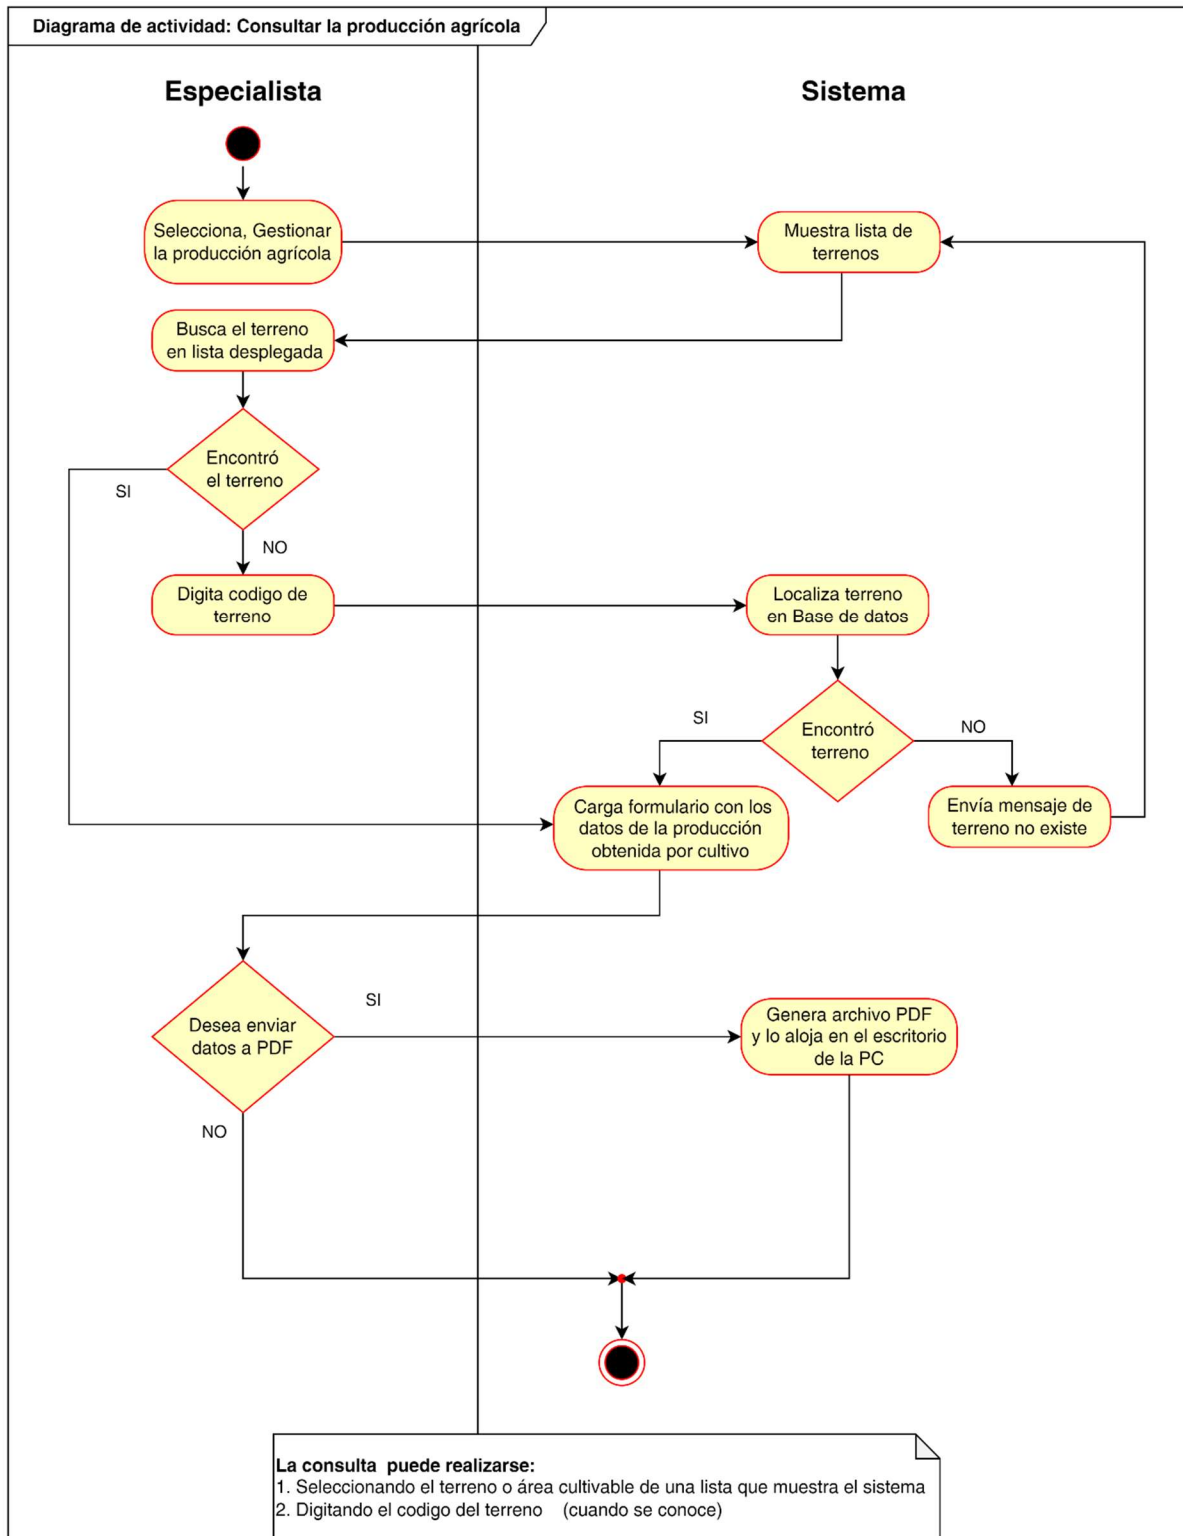 Diagrama de actividad: Consultar la producción agrícola
Especialista
Sistema
Selecciona, Gestionar
la producción agrícola
Muestra lista de
terrenos
Busca el terreno
en lista desplegada
Encontró
el terreno
SI
NO
Digita codigo de
terreno
Localiza terreno
en Base de datos
Encontró
terreno
SI
NO
Carga formulario con los
datos de la producción
obtenida por cultivo
Envía mensaje de
terreno no existe
Desea enviar
datos a PDF
SI
NO
Genera archivo PDF
y lo aloja en el escritorio
de la PC
La consulta puede realizarse:
1. Seleccionando el terreno o área cultivable de una lista que muestra el sistema
2. Digitando el codigo del terreno (cuando se conoce)